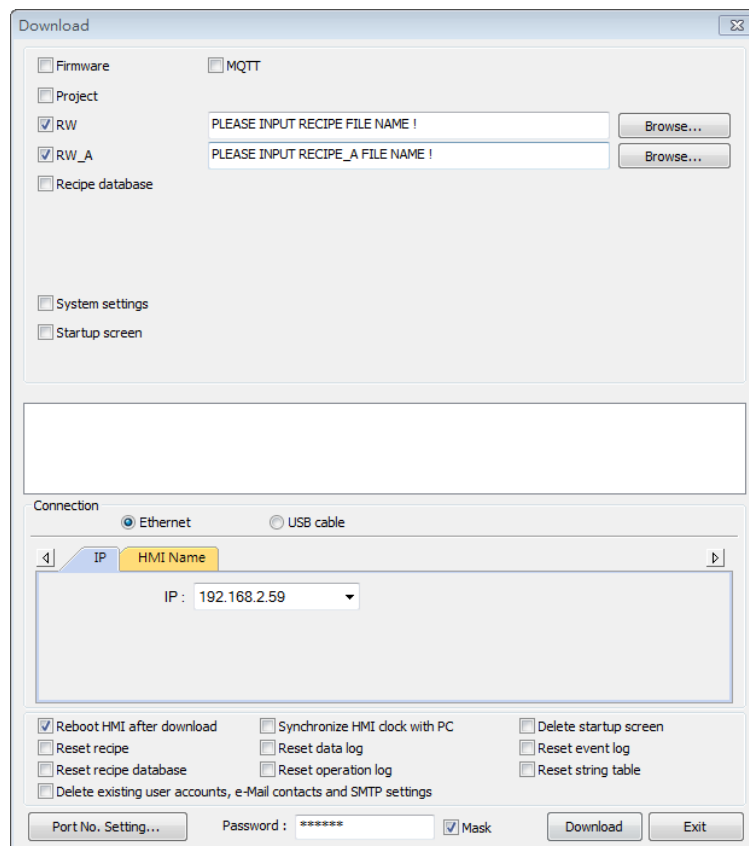 Download
Firmware MQTT
Project
RW PLEASE INPUT RECIPE FILE NAME ! Browse...
RW_A PLEASE INPUT RECIPE_A FILE NAME ! Browse...
Recipe database
System settings
Startup screen
Connection
Ethernet USB cable
IP HMI Name
IP : 192.168.2.59
Reboot HMI after download Synchronize HMI clock with PC Delete startup screen
Reset recipe Reset data log Reset event log
Reset recipe database Reset operation log Reset string table
Delete existing user accounts, e-Mail contacts and SMTP settings
Port No. Setting... Password : ****** Mask Download Exit